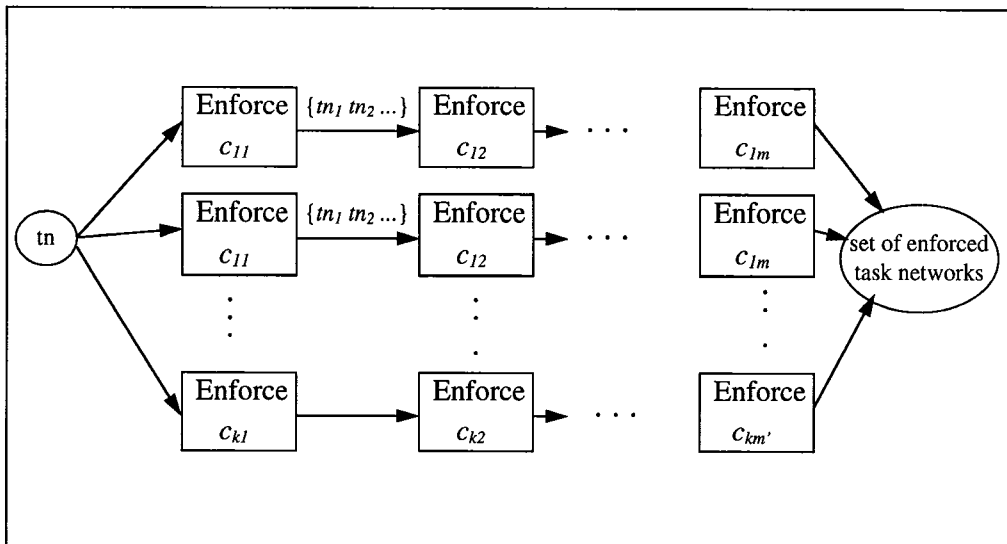 Enforce {tn1 tn2 ...} Enforce Enforce
c11 c12 . . . c1m
Enforce {tn1 tn2 ...} Enforce Enforce
tn c11 c12 . . . c1m set of enforced
task networks
Enforce Enforce Enforce
ck1 ck2 . . . ckm'